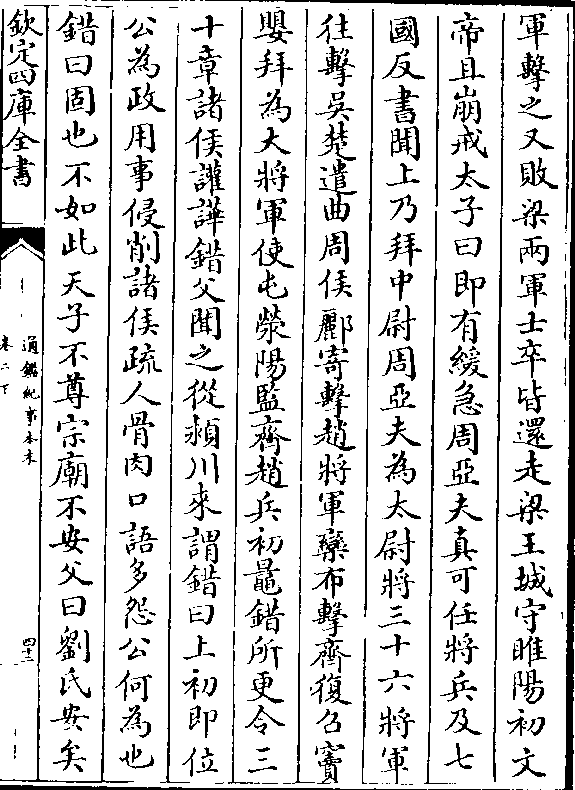 軍擊之又敗梁兩軍士卒皆還走梁王城守睢陽初文
帝且崩戒太子曰即有緩急周亞夫真可任將兵及七
國反書聞上乃拜中尉周亞夫為太尉將三十六將軍
往擊吳楚遣曲周侯酈寄擊趙將軍欒布擊齊復召竇
嬰拜為大將軍使屯滎陽監齊趙兵初鼂錯所更令三
十章諸侯讙譁錯父聞之從潁川來謂錯曰上初即位
公為政用事侵削諸侯疏人骨肉口語多怨公何為也
錯曰固也不如此天子不尊宗廟不安父曰劉氏安矣
欽定四庫全書
通鑑紀事本末
卷二下
四十二